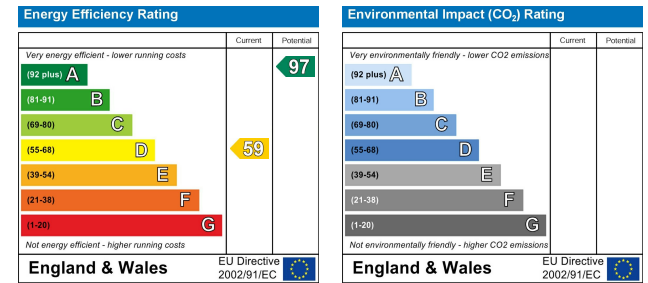 Energy Efficiency Rating
Current Potential
Very energy efficient - lower running costs
(92 plus) A
97
(81-91) B
(69-80) C
(55-68) D
59
(39-54) E
(21-38) F
(1-20) G
Not energy efficient - higher running costs
England & Wales
EU Directive
2002/91/EC
Environmental Impact (CO₂) Rating
Current Potential
Very environmentally friendly - lower CO2 emissions
(92 plus) A
(81-91) B
(69-80) C
(55-68) D
(39-54) E
(21-38) F
(1-20) G
Not environmentally friendly - higher CO2 emissions
England & Wales
EU Directive
2002/91/EC